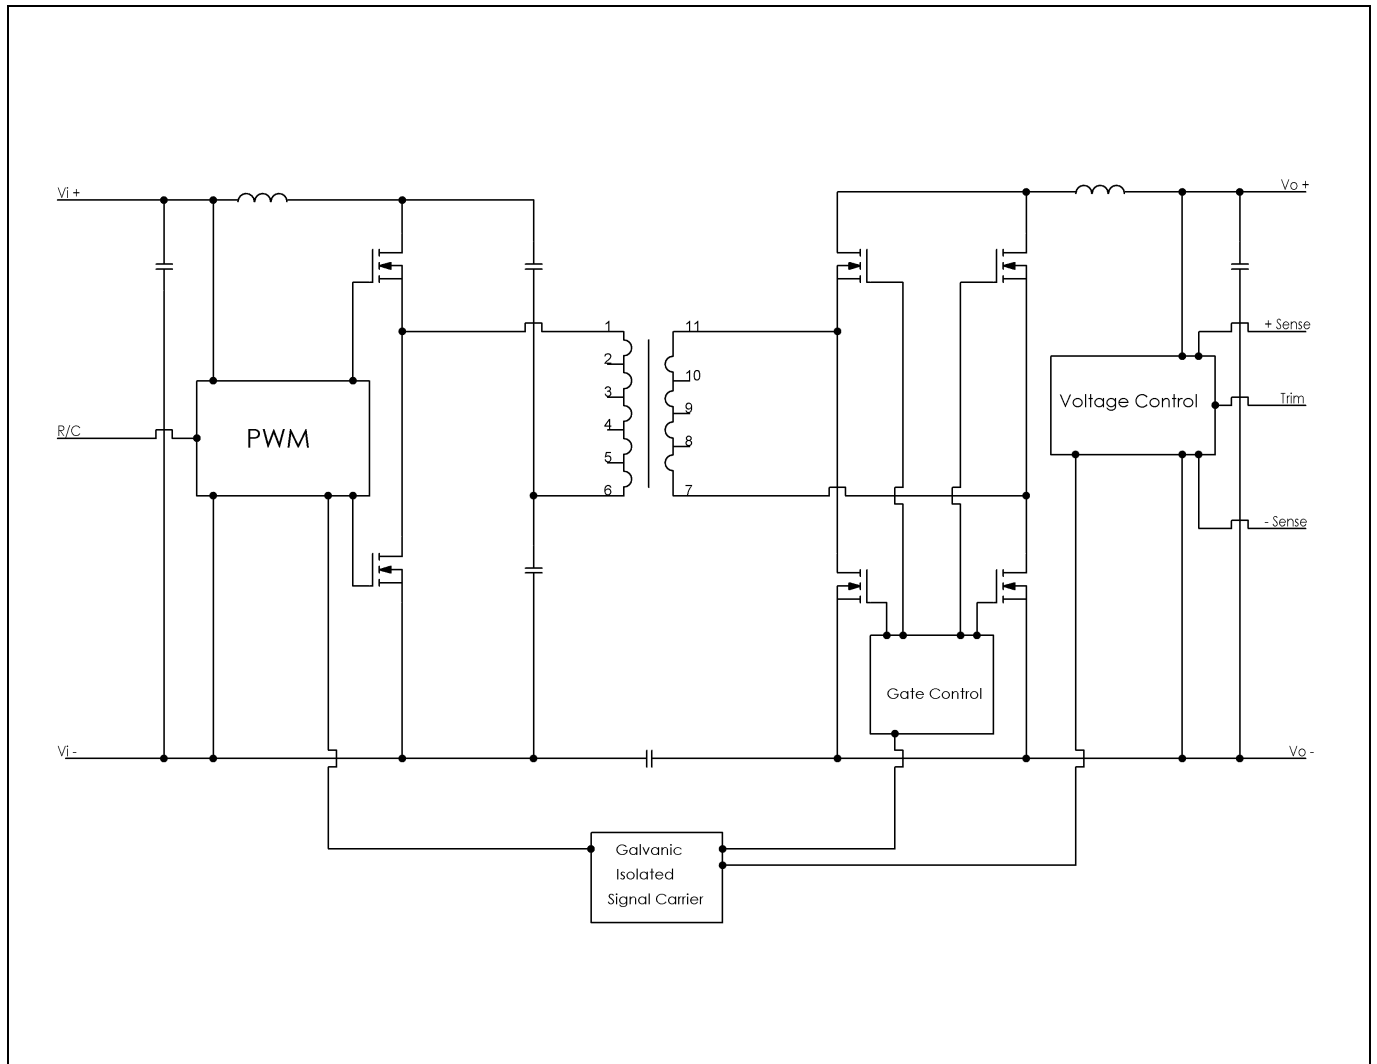 Vi +
Vo +
1
11
+ Sense
2
10
3
9
Trim
Voltage Control
4
8
R/C
PWM
5
6
7
- Sense
Gate Control
Vi -
Vo -
Galvanic
Isolated
Signal Carrier